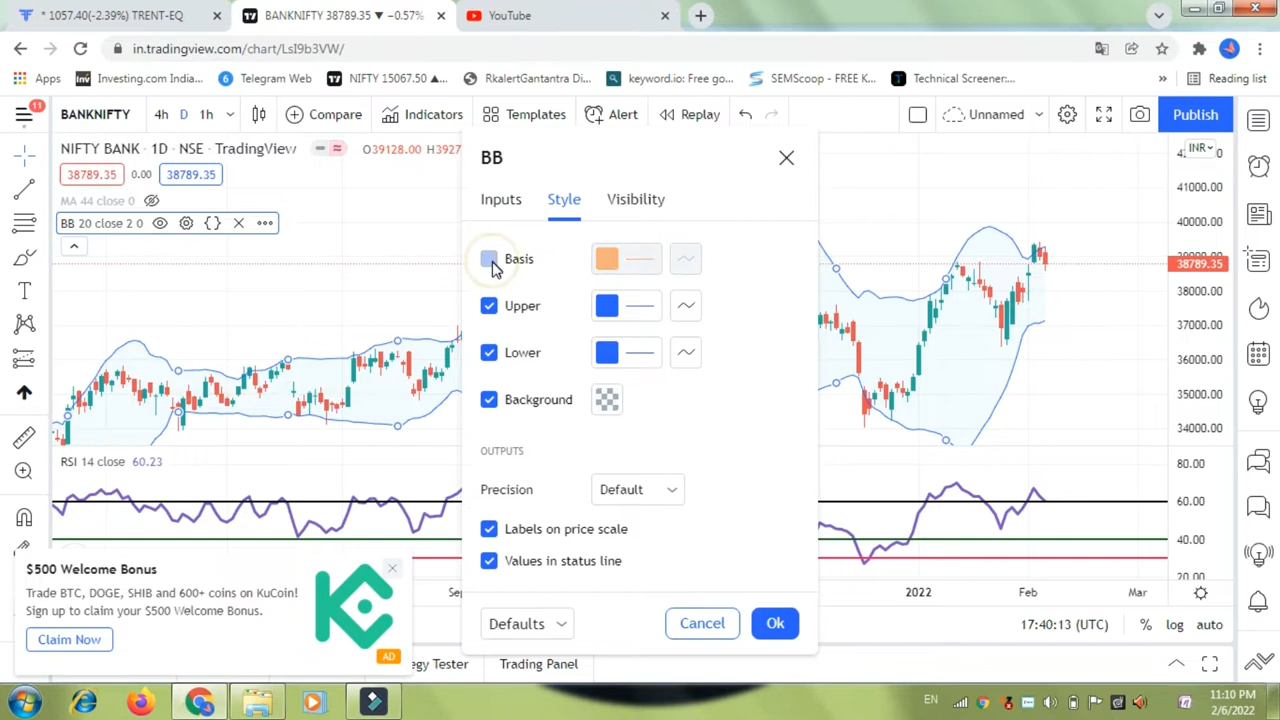 * 1057.40(-2.39%) TRENT-EQ
BANKNIFTY 38789.35 ▼ −0.57%
YouTube
in.tradingview.com/chart/LsI9b3VW/
Apps
Investing.com India...
Telegram Web
NIFTY 15067.50 ▲...
RkalertGantantra Di...
keyword.io: Free go...
SEMScoop - FREE K...
Technical Screener:...
»
Reading list
11
BANKNIFTY
4h D 1h
Compare
Indicators
Templates
Alert
Replay
Unnamed
Publish
NIFTY BANK · 1D · NSE · TradingView
O39128.00 H3927
38789.35 0.00 38789.35
MA 44 close 0
BB 20 close 2 0
BB
Inputs Style Visibility
Basis
Upper
Lower
Background
OUTPUTS
Precision Default
Labels on price scale
Values in status line
Defaults Cancel Ok
INR
41000.00
40000.00
38789.35
38000.00
37000.00
36000.00
35000.00
34000.00
RSI 14 close 60.23
80.00
60.00
40.00
20.00
2022 Feb Mar
17:40:13 (UTC) % log auto
$500 Welcome Bonus
Trade BTC, DOGE, SHIB and 600+ coins on KuCoin!
Sign up to claim your $500 Welcome Bonus.
Claim Now
AD
Trading Panel
EN
11:10 PM
2/6/2022